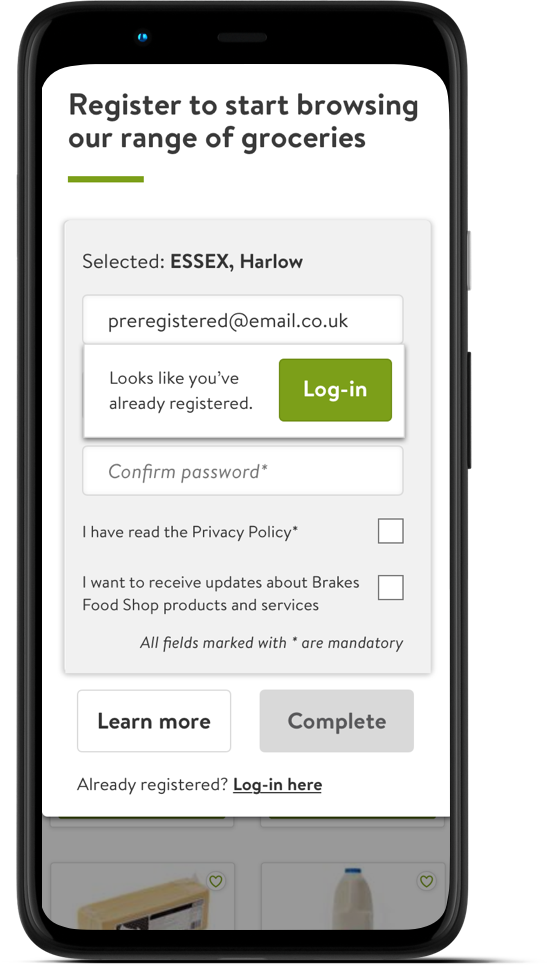 Register to start browsing
our range of groceries
Selected: ESSEX, Harlow
preregistered@email.co.uk
Looks like you've
already registered.
Log-in
Confirm password*
I have read the Privacy Policy*
I want to receive updates about Brakes
Food Shop products and services
All fields marked with * are mandatory
Learn more
Complete
Already registered? Log-in here